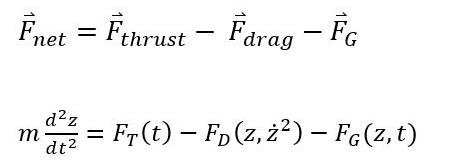 F⃗_net = F⃗_thrust − F⃗_drag − F⃗_G
m d²z/dt² = F_T(t) − F_D(z, ż²) − F_G(z, t)